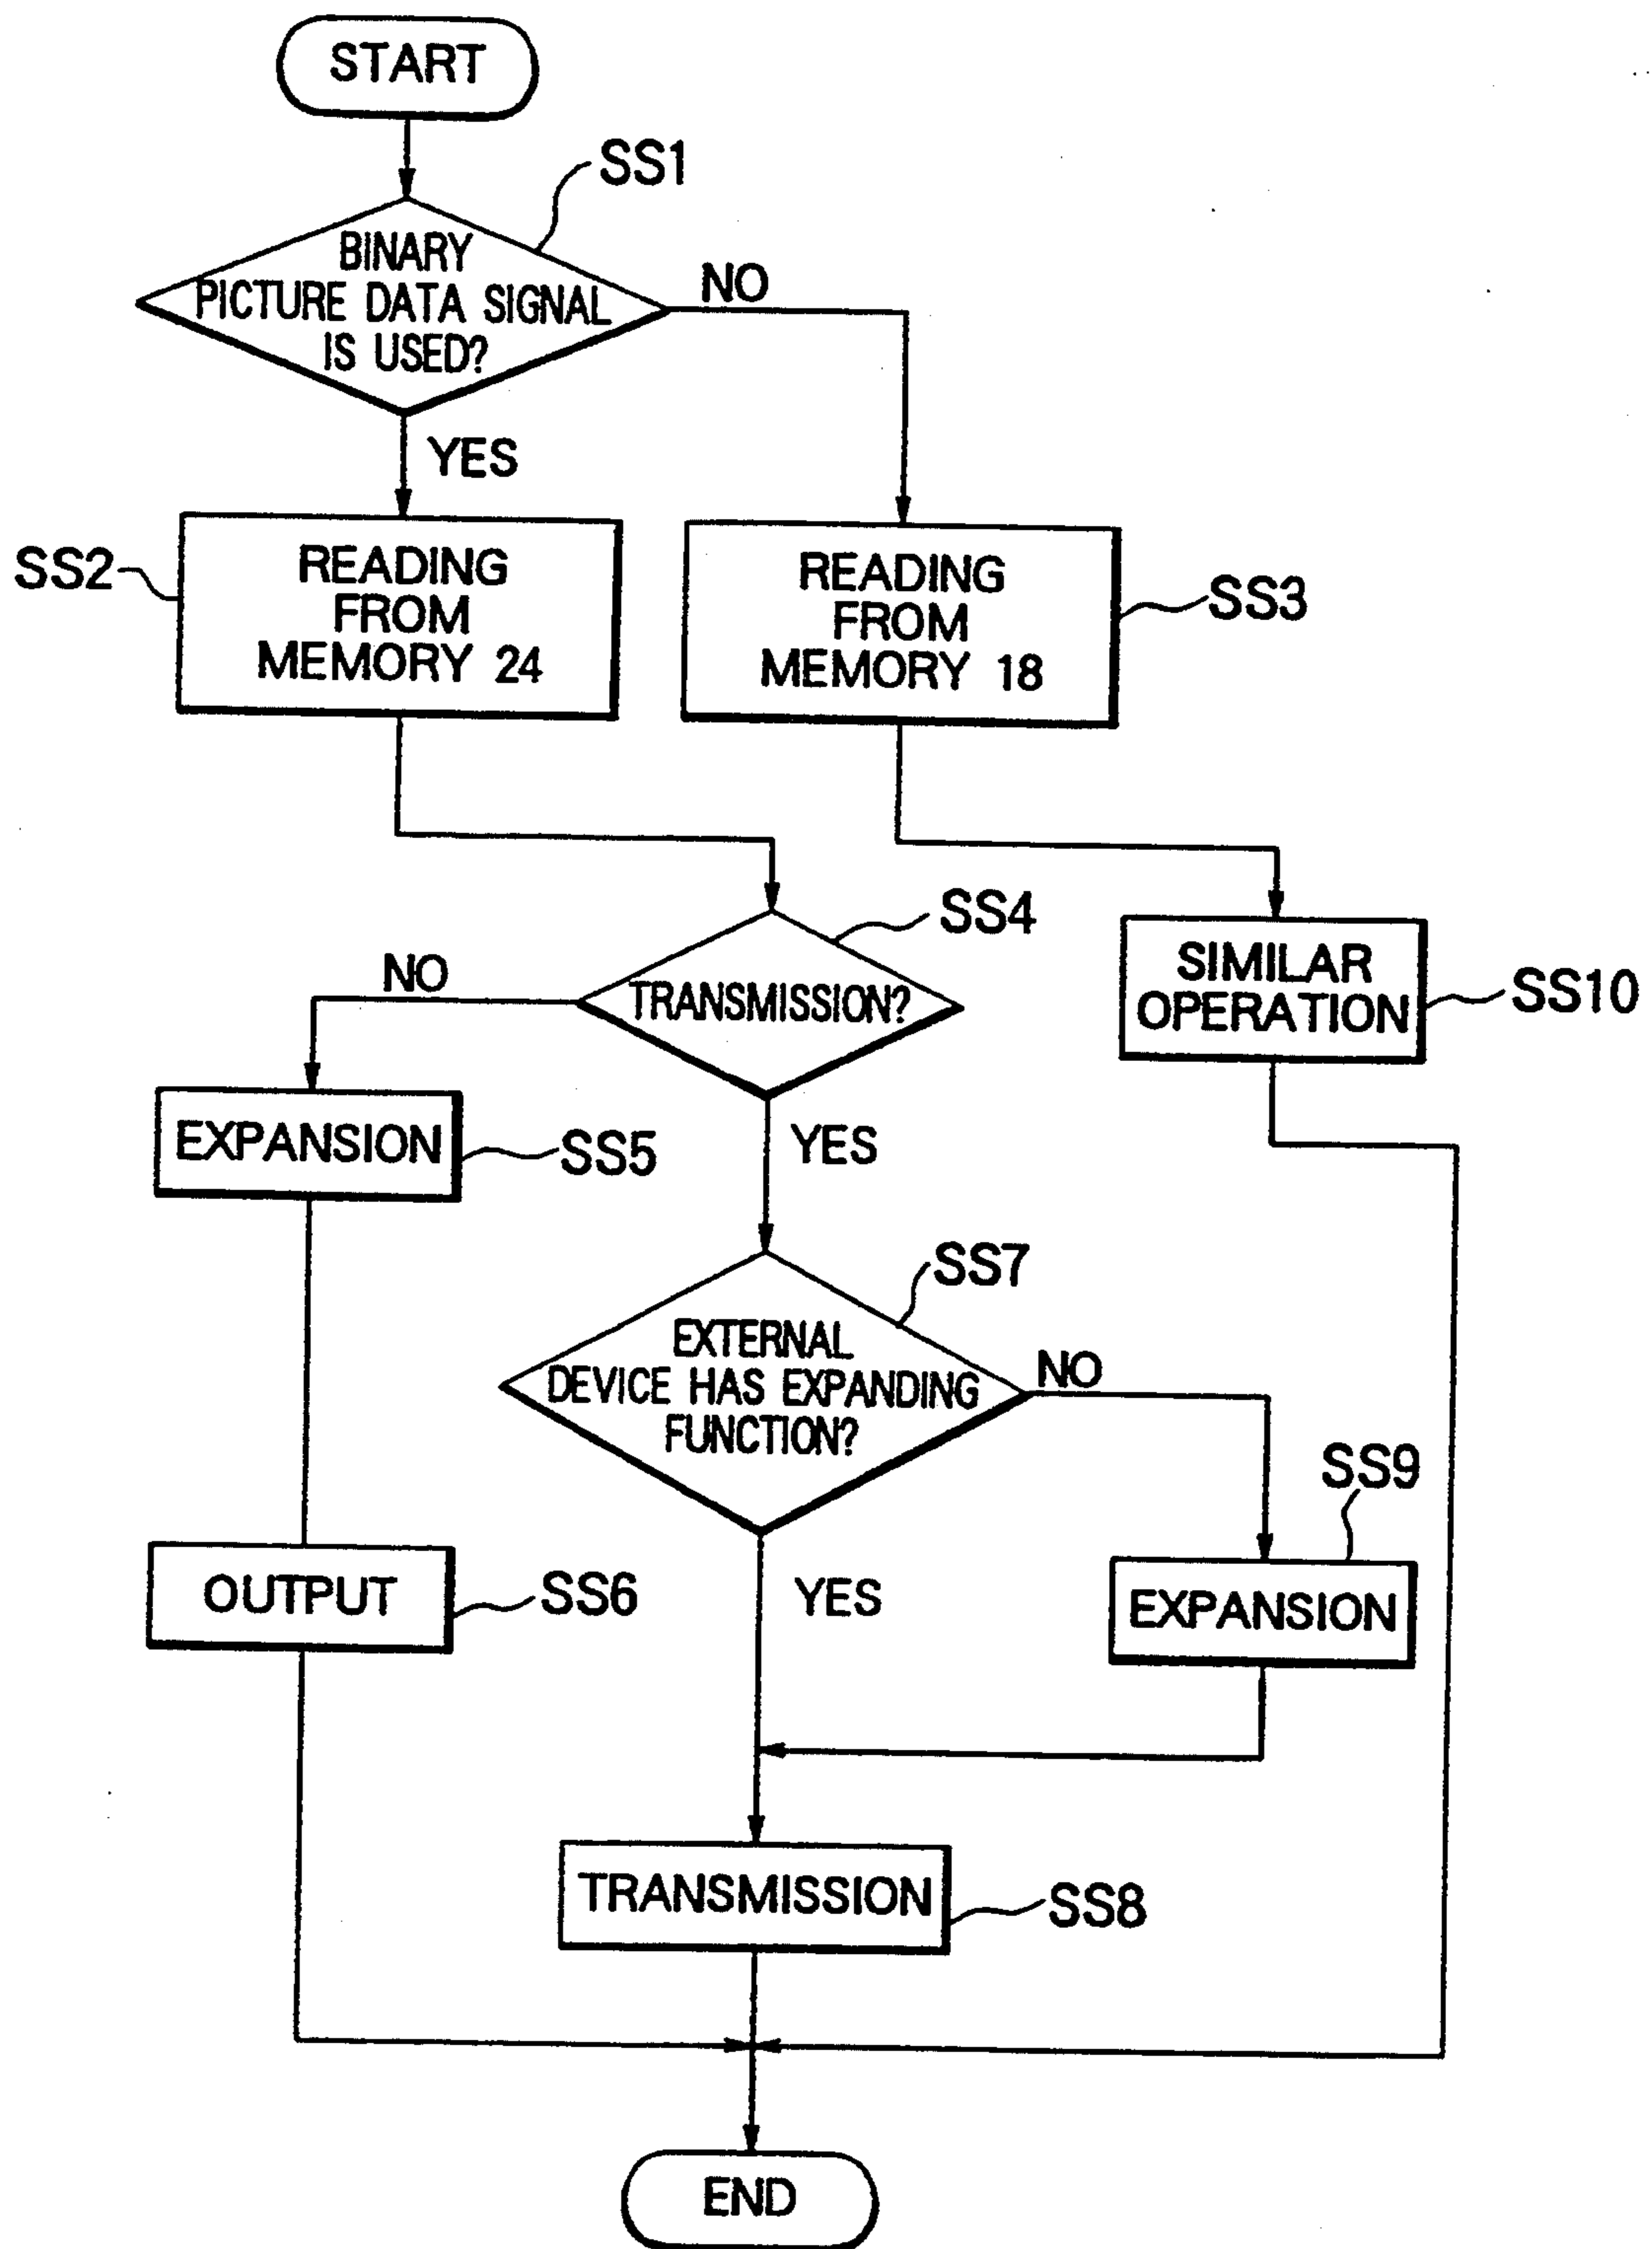 START
SS1
BINARY
PICTURE DATA SIGNAL
IS USED?
NO
YES
SS2
READING
FROM
MEMORY 24
READING
FROM
MEMORY 18
SS3
SS4
TRANSMISSION?
NO
YES
SIMILAR
OPERATION
SS10
EXPANSION
SS5
SS7
EXTERNAL
DEVICE HAS EXPANDING
FUNCTION?
NO
YES
SS9
EXPANSION
OUTPUT
SS6
TRANSMISSION
SS8
END